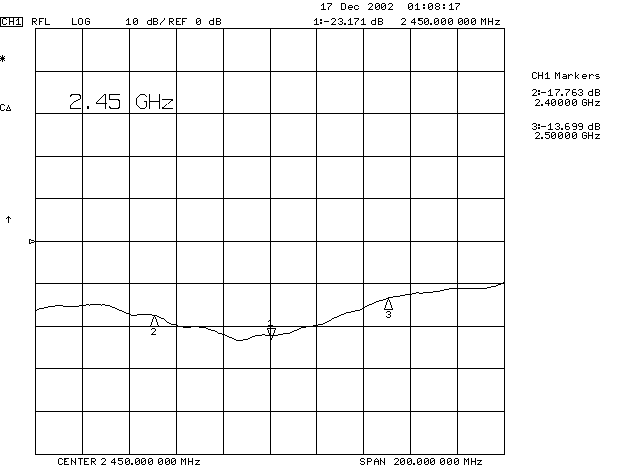 17 Dec 2002 01:08:17
CH1 RFL LOG 10 dB/REF 0 dB 1:-23.171 dB 2 450.000 000 MHz
*
CH1 Markers
2:-17.763 dB
2.40000 GHz
C△
2.45 GHz
3:-13.699 dB
2.50000 GHz
↑
1
2
3
CENTER 2 450.000 000 MHz SPAN 200.000 000 MHz